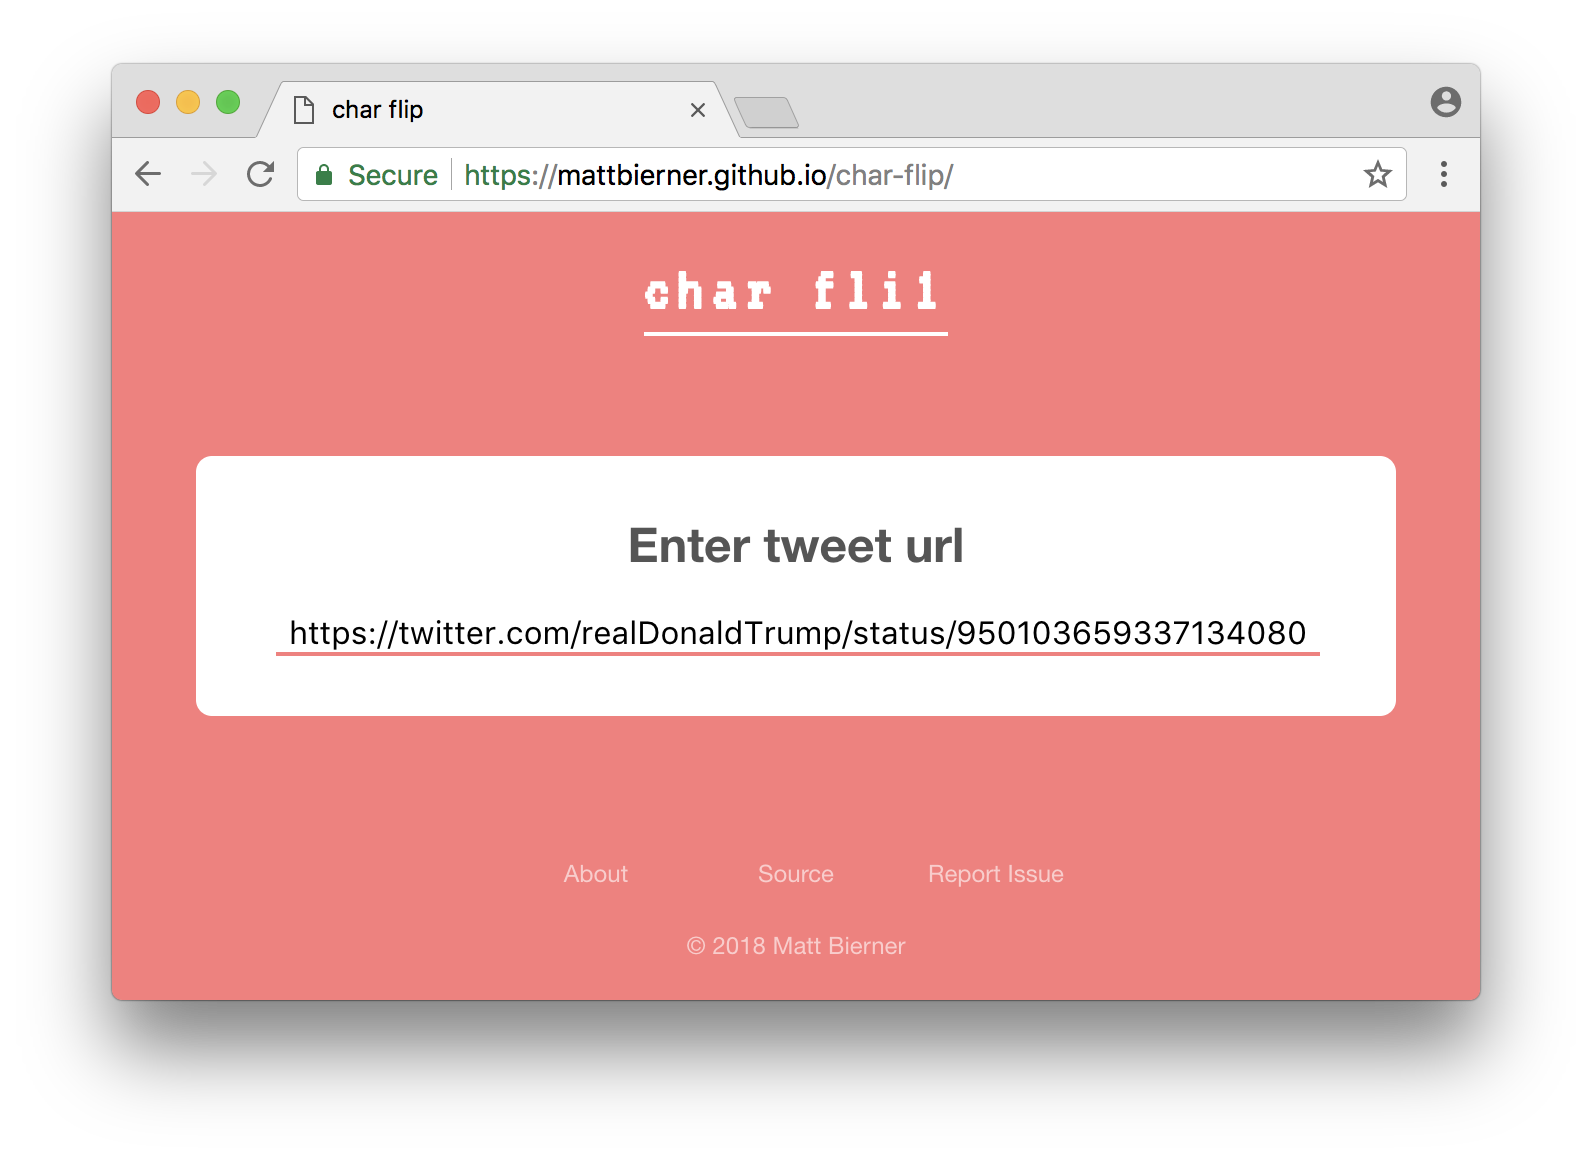 char flip
Secure https://mattbierner.github.io/char-flip/
char fli1
Enter tweet url
https://twitter.com/realDonaldTrump/status/950103659337134080
About Source Report Issue
© 2018 Matt Bierner